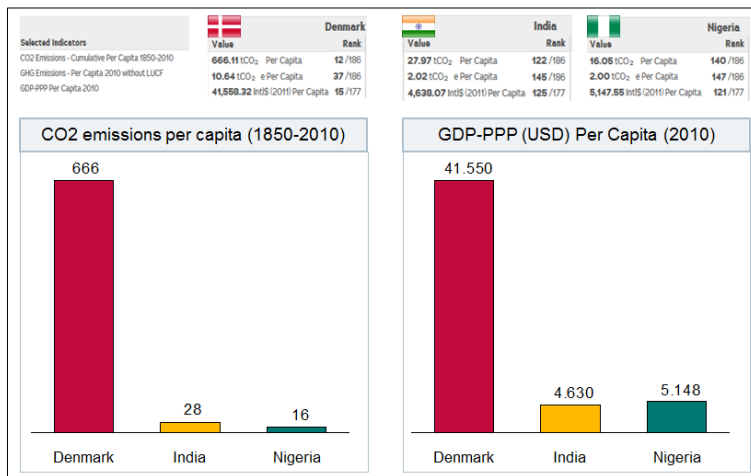 Selected Indicators
CO2 Emissions - Cumulative Per Capita 1850-2010
GHG Emissions - Per Capita 2010 without LUCF
GDP-PPP Per Capita 2010
Denmark
Value Rank
666.11 tCO₂ Per Capita 12 /186
10.64 tCO₂ e Per Capita 37 /186
41,558.32 Intl$ (2011) Per Capita 15 /177
India
Value Rank
27.97 tCO₂ Per Capita 122 /186
2.02 tCO₂ e Per Capita 145 /186
4,638.07 Intl$ (2011) Per Capita 125 /177
Nigeria
Value Rank
16.05 tCO₂ Per Capita 140 /186
2.00 tCO₂ e Per Capita 147 /186
5,147.55 Intl$ (2011) Per Capita 121 /177
CO2 emissions per capita (1850-2010)
666
28
16
Denmark India Nigeria
GDP-PPP (USD) Per Capita (2010)
41.550
4.630
5.148
Denmark India Nigeria